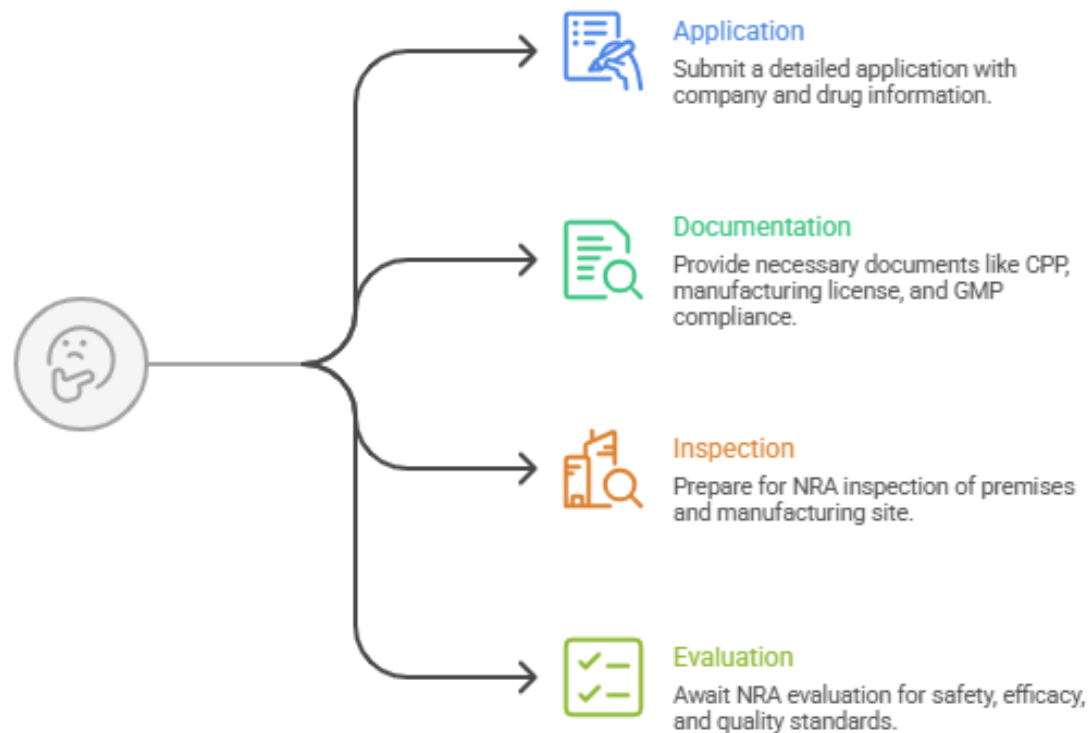 Application
Submit a detailed application with
company and drug information.
Documentation
Provide necessary documents like CPP,
manufacturing license, and GMP
compliance.
Inspection
Prepare for NRA inspection of premises
and manufacturing site.
Evaluation
Await NRA evaluation for safety, efficacy,
and quality standards.